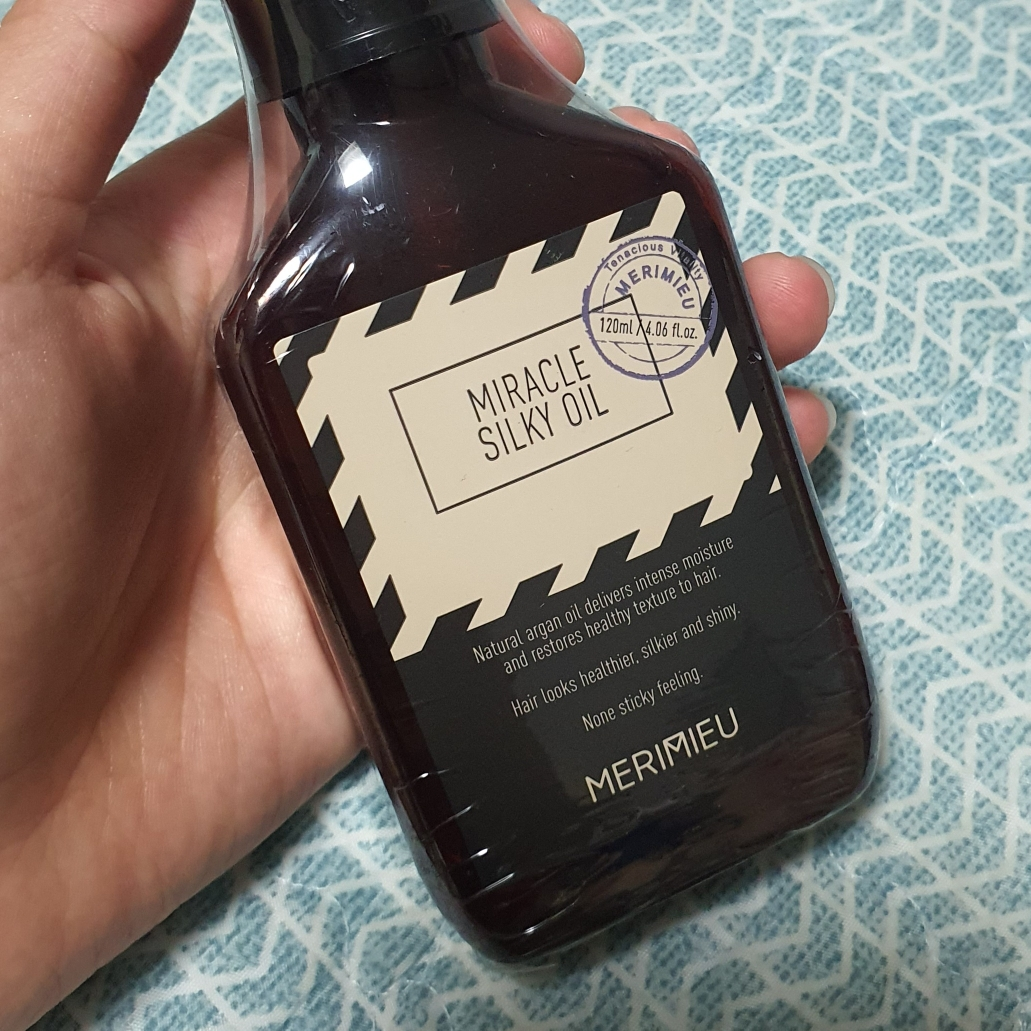 Tenacious Vitality
MERIMIEU
120ml / 4.06 fl.oz.
MIRACLE
SILKY OIL
Natural argan oil delivers intense moisture
and restores healthy texture to hair.
Hair looks healthier, silkier and shiny.
None sticky feeling.
MERIMIEU